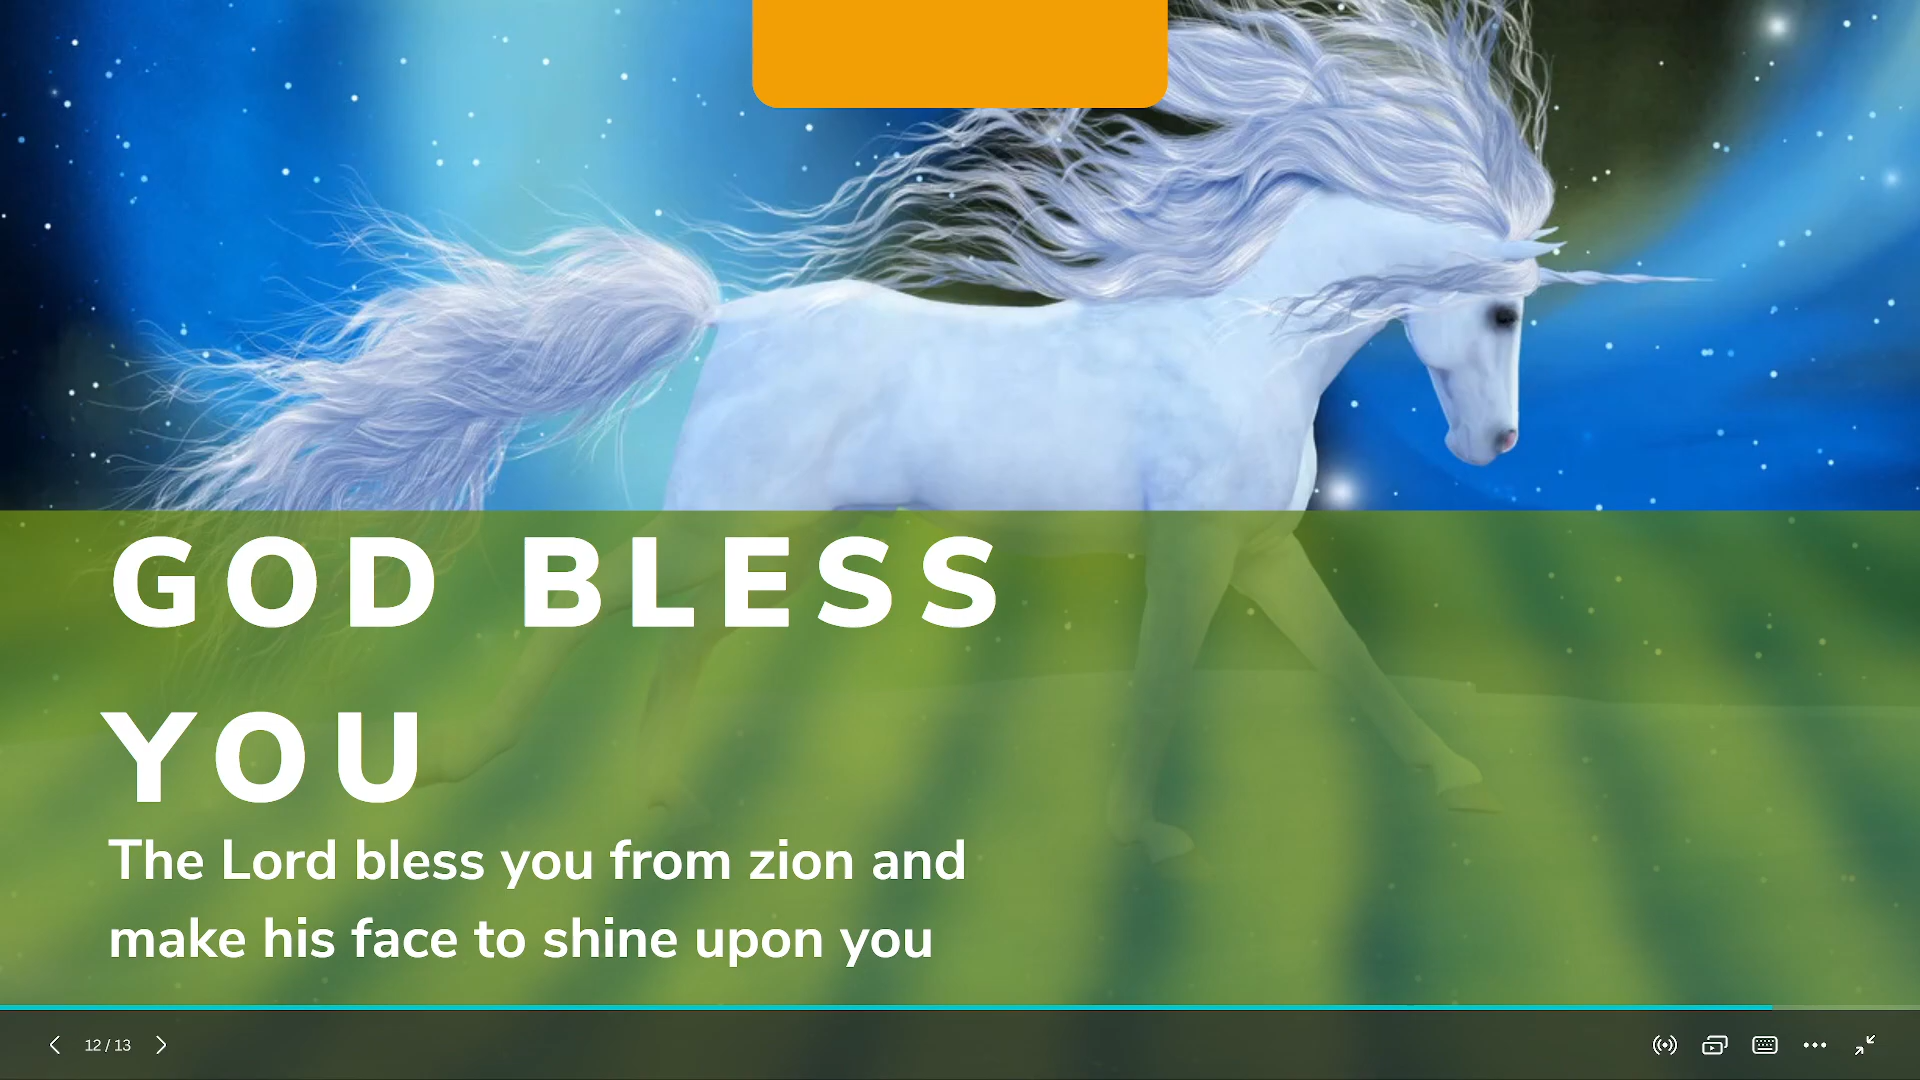 GOD BLESS
YOU
The Lord bless you from zion and
make his face to shine upon you
12 / 13